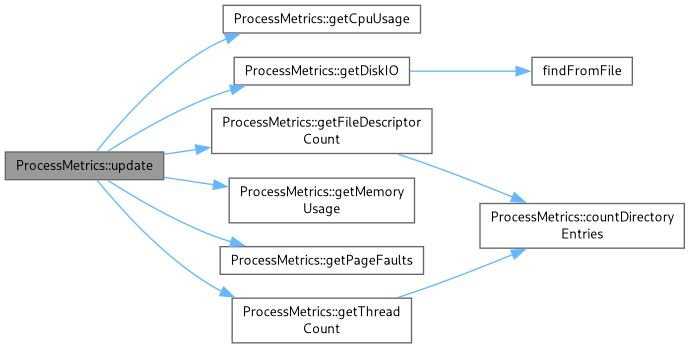 ProcessMetrics::getCpuUsage
ProcessMetrics::getDiskIO
findFromFile
ProcessMetrics::getFileDescriptor
Count
ProcessMetrics::update
ProcessMetrics::getMemory
Usage
ProcessMetrics::countDirectory
Entries
ProcessMetrics::getPageFaults
ProcessMetrics::getThread
Count